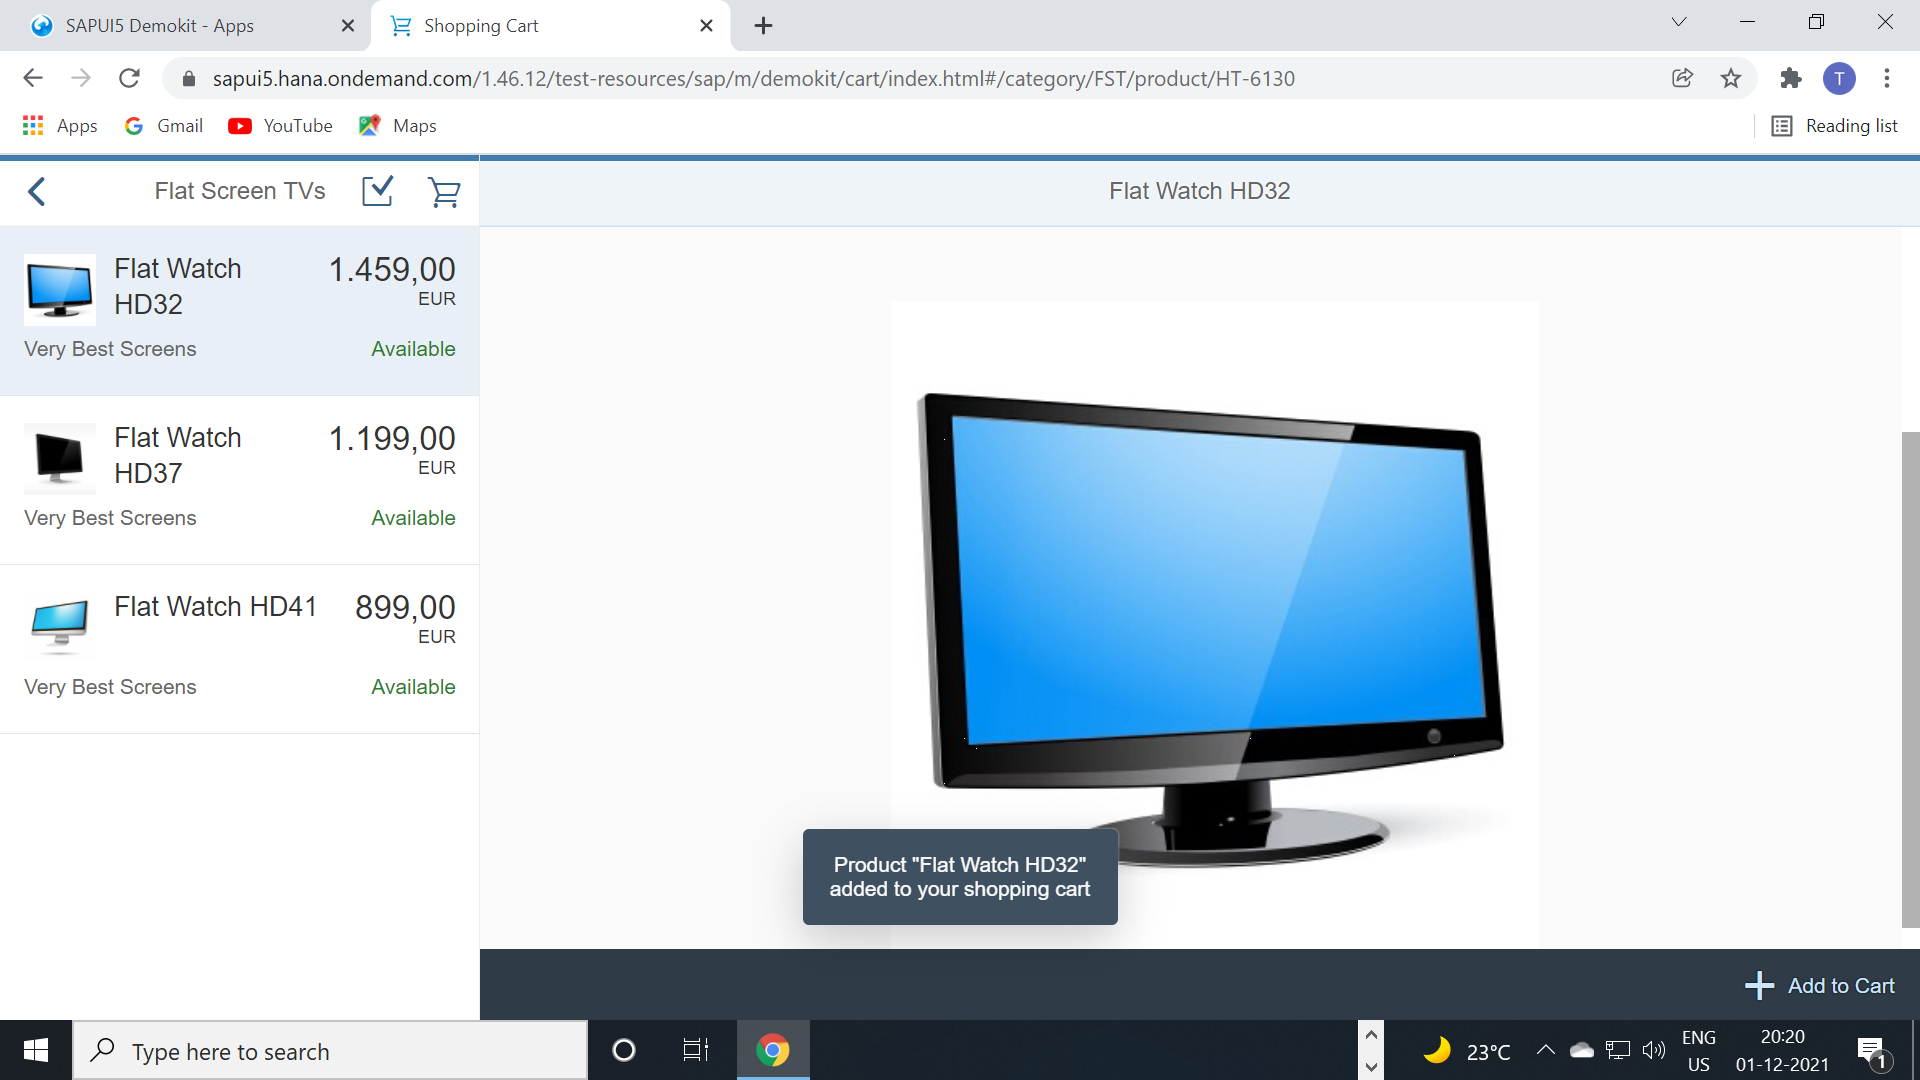 SAPUI5 Demokit - Apps
Shopping Cart
sapui5.hana.ondemand.com/1.46.12/test-resources/sap/m/demokit/cart/index.html#/category/FST/product/HT-6130
T
Apps
Gmail
YouTube
Maps
Reading list
Flat Screen TVs
Flat Watch HD32
Flat Watch
HD32
1.459,00
EUR
Very Best Screens
Available
Flat Watch
HD37
1.199,00
EUR
Very Best Screens
Available
Flat Watch HD41
899,00
EUR
Very Best Screens
Available
Product "Flat Watch HD32"
added to your shopping cart
Add to Cart
Type here to search
23°C
ENG
US
20:20
01-12-2021
1